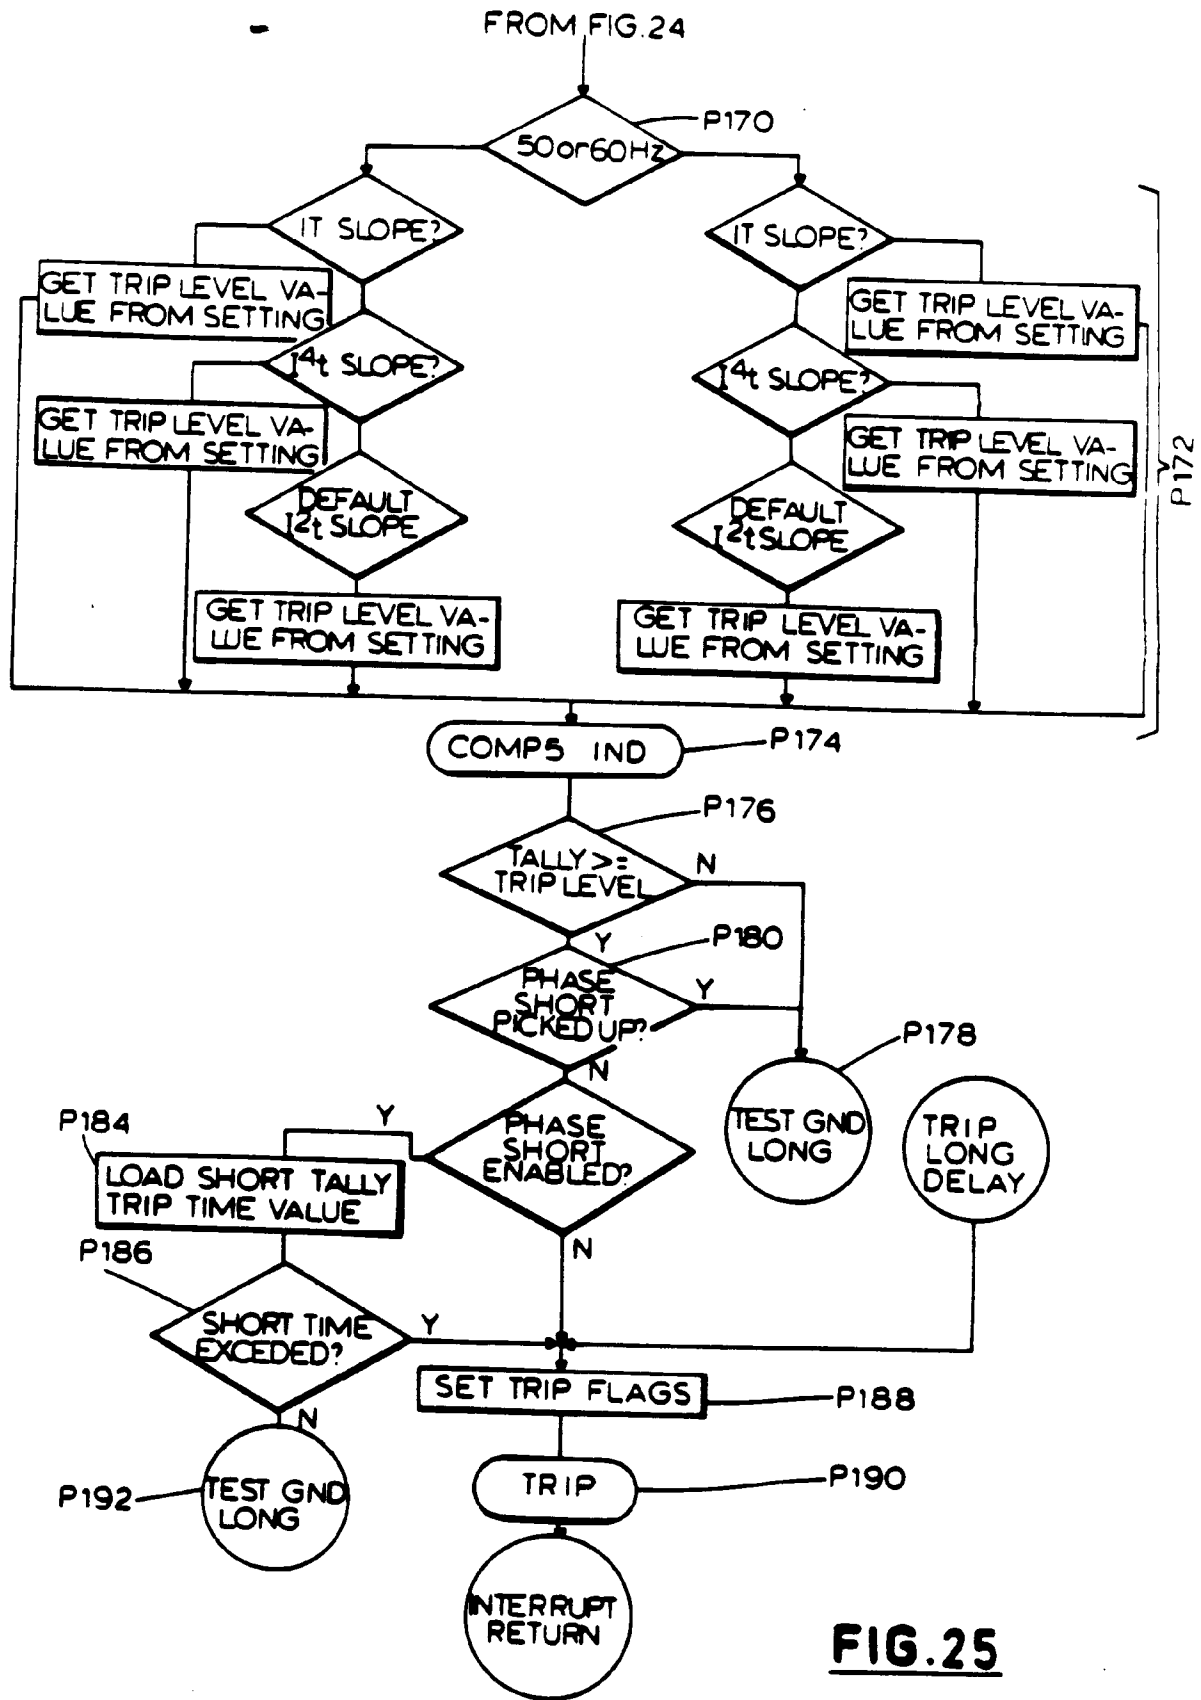 FROM FIG.24
P170
50 or 60Hz
IT SLOPE?
IT SLOPE?
GET TRIP LEVEL VA-
LUE FROM SETTING
GET TRIP LEVEL VA-
LUE FROM SETTING
I4t SLOPE?
I4t SLOPE?
GET TRIP LEVEL VA-
LUE FROM SETTING
GET TRIP LEVEL VA-
LUE FROM SETTING
P172
DEFAULT
I2t SLOPE
DEFAULT
I2t SLOPE
GET TRIP LEVEL VA-
LUE FROM SETTING
GET TRIP LEVEL VA-
LUE FROM SETTING
COMP5 IND
P174
P176
TALLY >=
TRIP LEVEL
N
Y
P180
PHASE
SHORT
PICKED UP?
Y
N
P178
TEST GND
LONG
TRIP
LONG
DELAY
PHASE
SHORT
ENABLED?
Y
N
P184
LOAD SHORT TALLY
TRIP TIME VALUE
P186
SHORT TIME
EXCEDED?
Y
N
SET TRIP FLAGS
P188
P192
TEST GND
LONG
TRIP
P190
INTERRUPT
RETURN
FIG.25